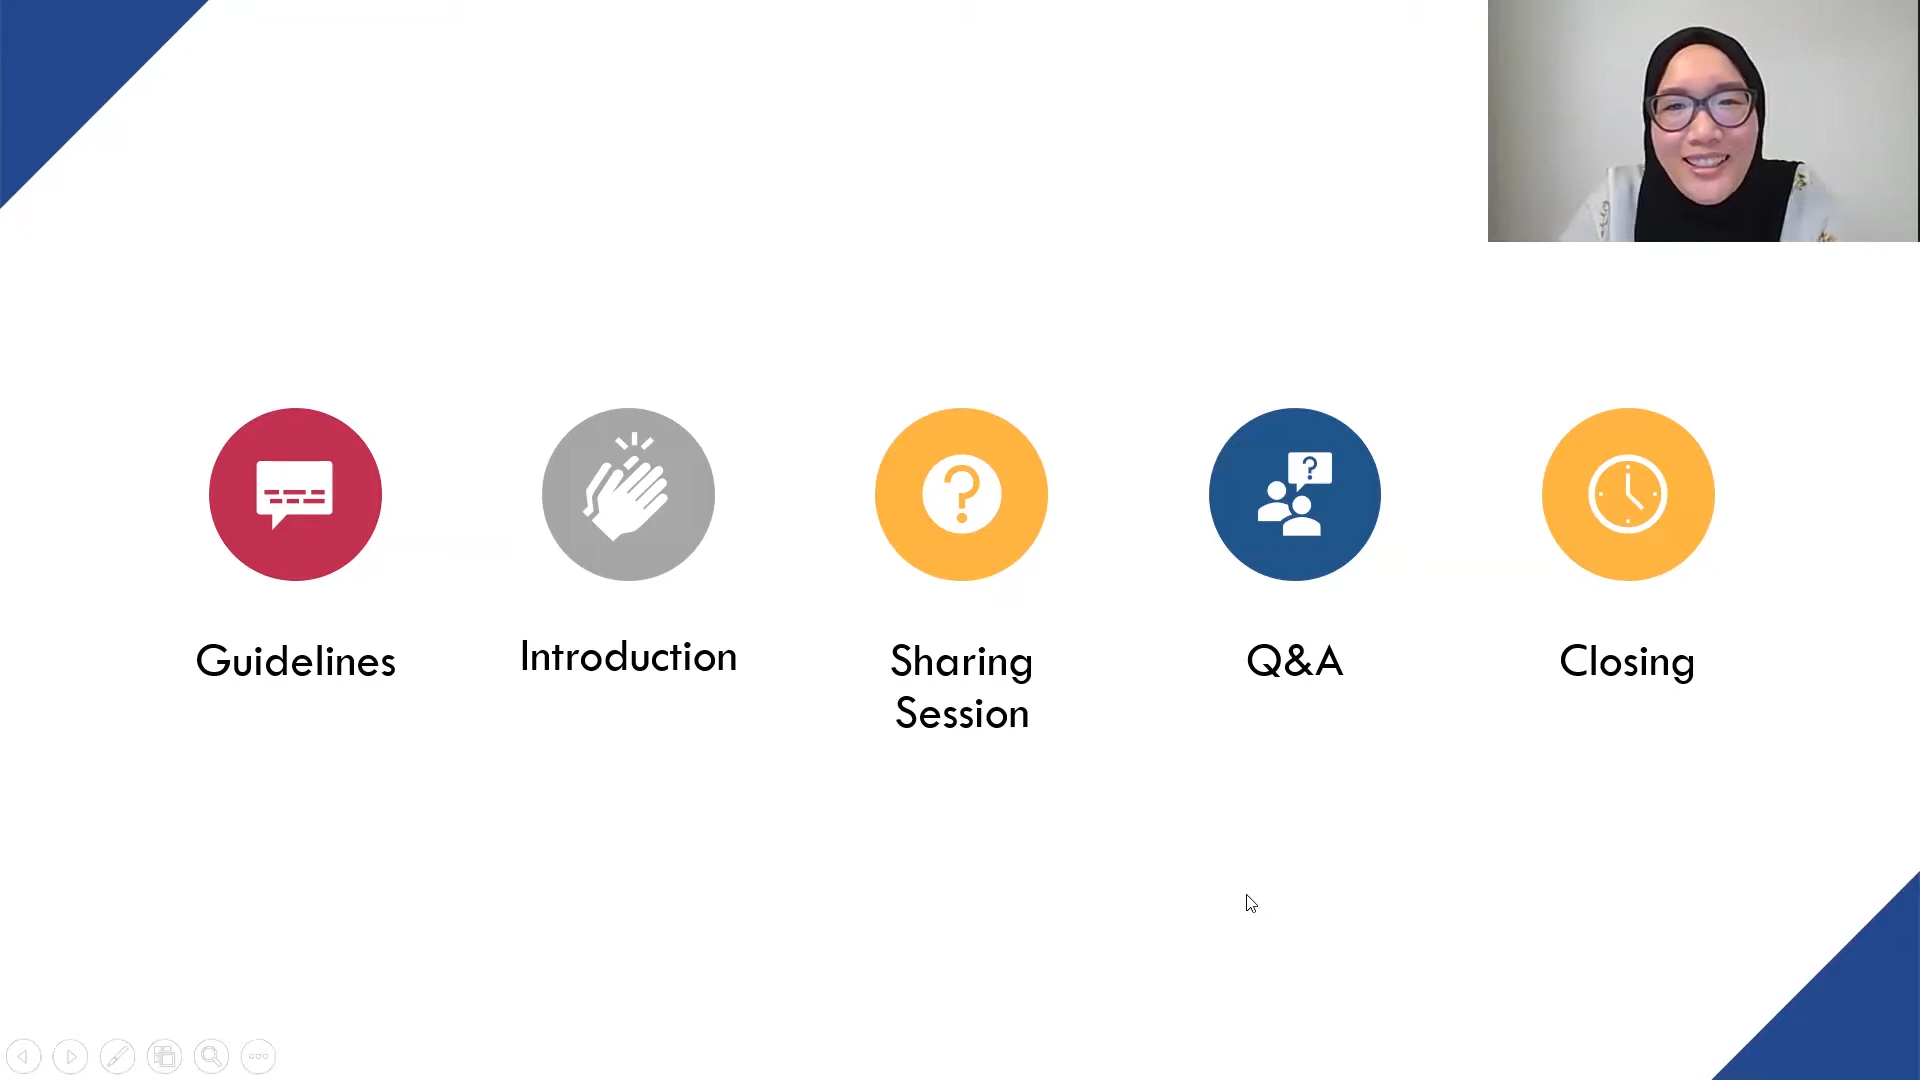 Guidelines
Introduction
Sharing
Session
Q&A
Closing